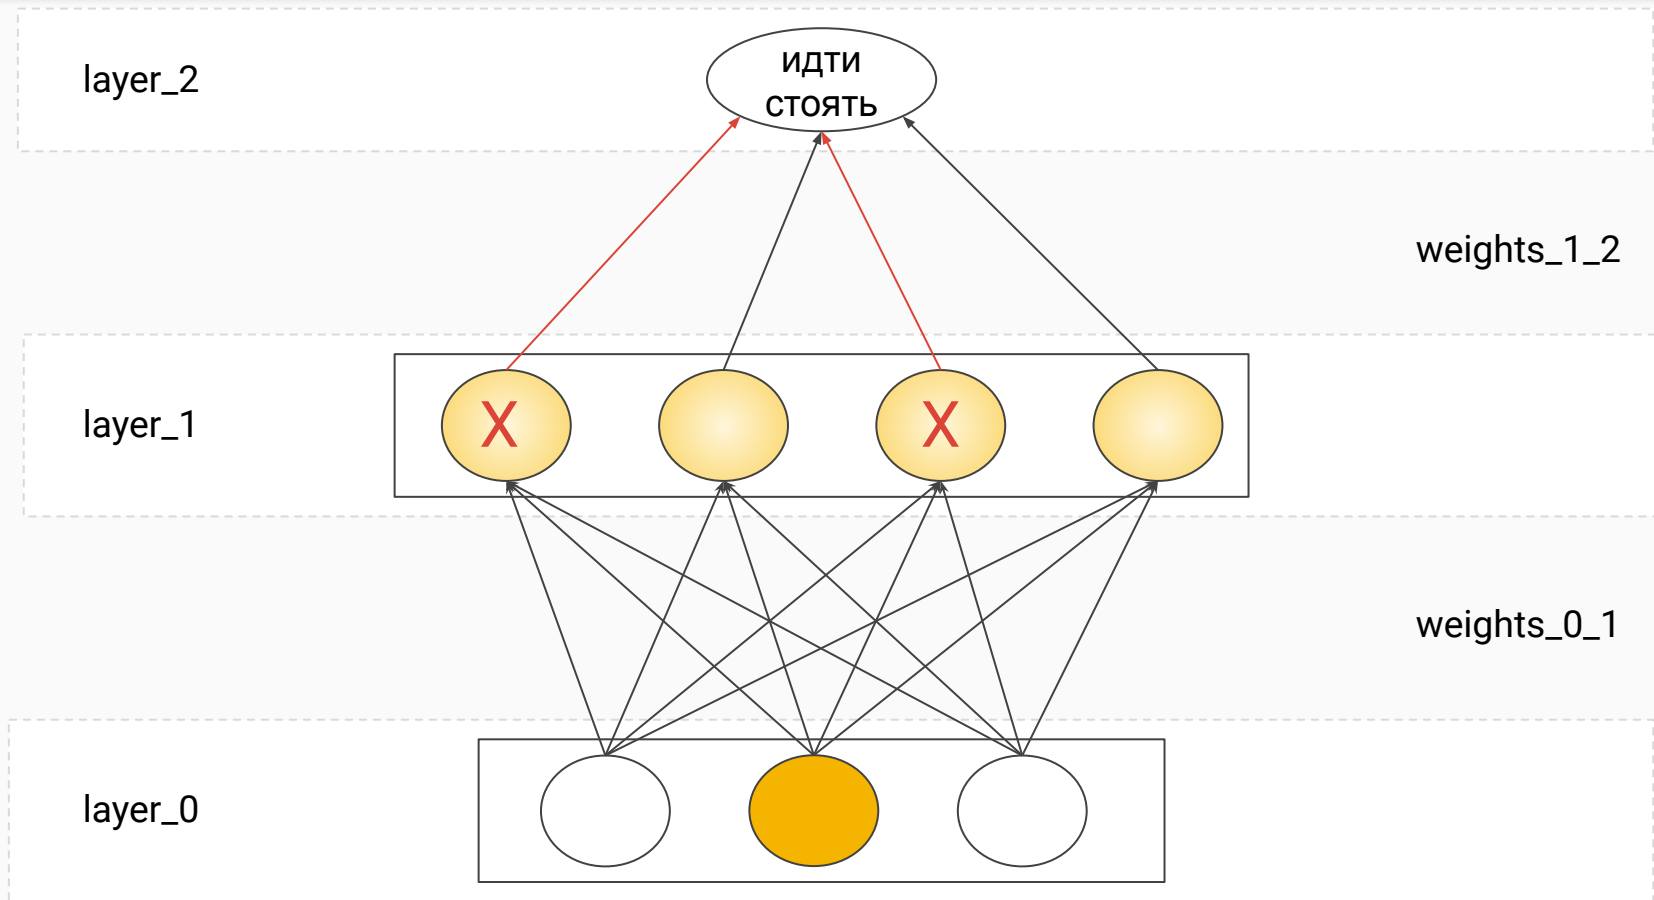 layer_2
идти
стоять
weights_1_2
layer_1
X
X
weights_0_1
layer_0